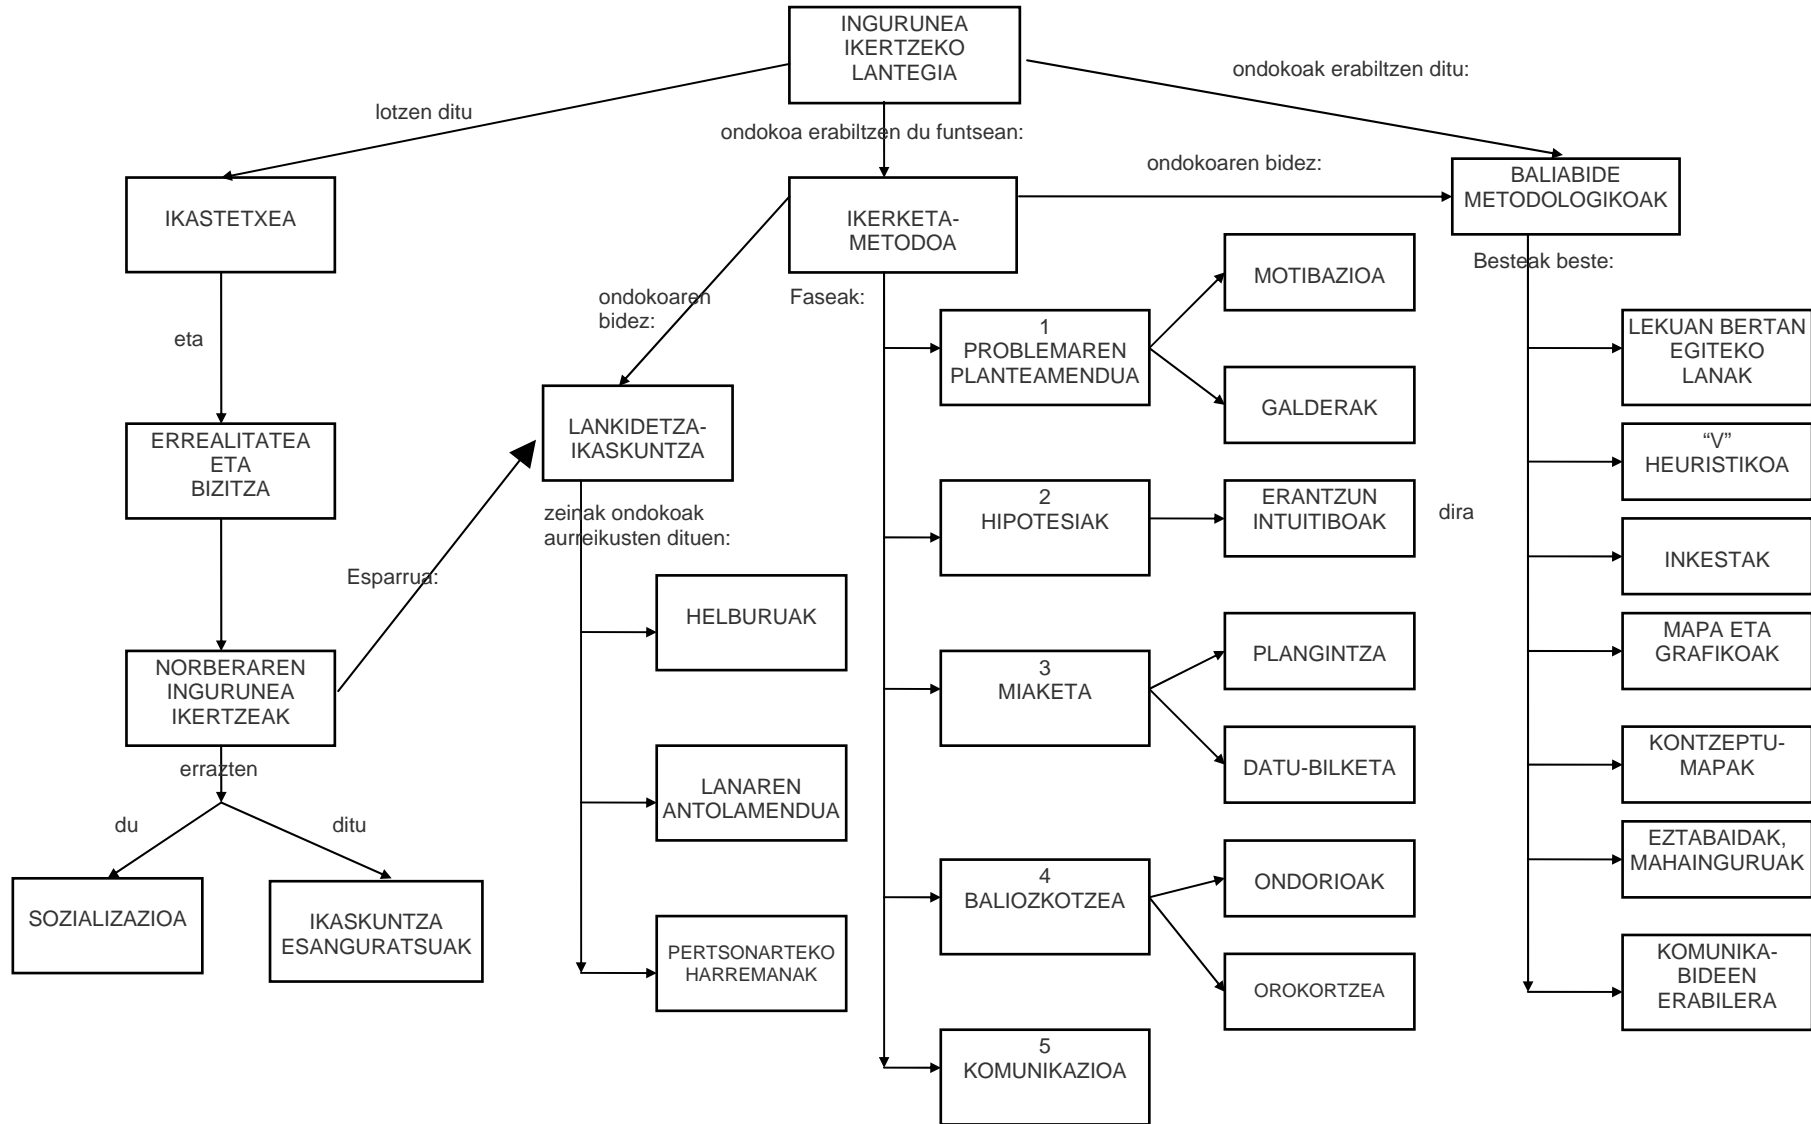 INGURUNEA
IKERTZEKO
LANTEGIA
lotzen ditu
ondokoa erabiltzen du funtsean:
ondokoak erabiltzen ditu:
ondokoaren bidez:
IKASTETXEA
IKERKETA-
METODOA
BALIABIDE
METODOLOGIKOAK
eta
ondokoaren
bidez:
Faseak:
Besteak beste:
ERREALITATEA
ETA
BIZITZA
NORBERAREN
INGURUNEA
IKERTZEAK
errazten
du
ditu
SOZIALIZAZIOA
IKASKUNTZA
ESANGURATSUAK
Esparrua:
LANKIDETZA-
IKASKUNTZA
zeinak ondokoak
aurreikusten dituen:
HELBURUAK
LANAREN
ANTOLAMENDUA
PERTSONARTEKO
HARREMANAK
1
PROBLEMAREN
PLANTEAMENDUA
MOTIBAZIOA
GALDERAK
2
HIPOTESIAK
ERANTZUN
INTUITIBOAK
dira
3
MIAKETA
PLANGINTZA
DATU-BILKETA
4
BALIOZKOTZEA
ONDORIOAK
OROKORTZEA
5
KOMUNIKAZIOA
LEKUAN BERTAN
EGITEKO
LANAK
“V”
HEURISTIKOA
INKESTAK
MAPA ETA
GRAFIKOAK
KONTZEPTU-
MAPAK
EZTABAIDAK,
MAHAINGURUAK
KOMUNIKA-
BIDEEN
ERABILERA